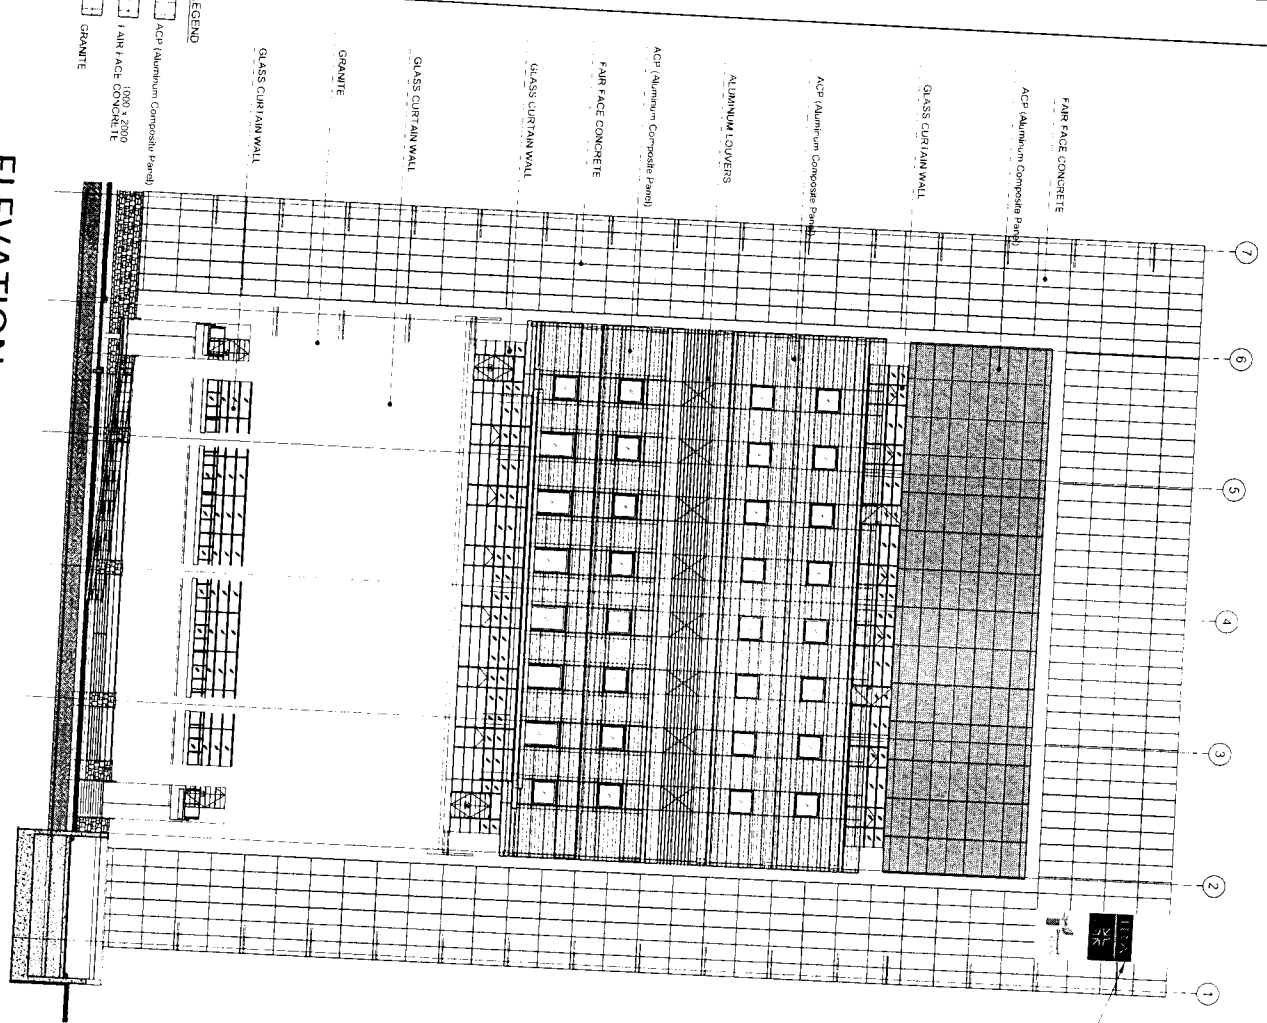 FAIR FACE CONCRETE
ACP (Aluminum Composite Panel)
GLASS CURTAIN WALL
ACP (Aluminum Composite Panel)
ALUMINUM LOUVERS
ACP (Aluminum Composite Panel)
FAIR FACE CONCRETE
GLASS CURTAIN WALL
GLASS CURTAIN WALL
GRANITE
GLASS CURTAIN WALL
EGEND
ACP (Aluminum Composite Panel)
1000 x 2000
FAIR FACE CONCRETE
GRANITE
7
6
5
4
3
2
1
ELEVATION